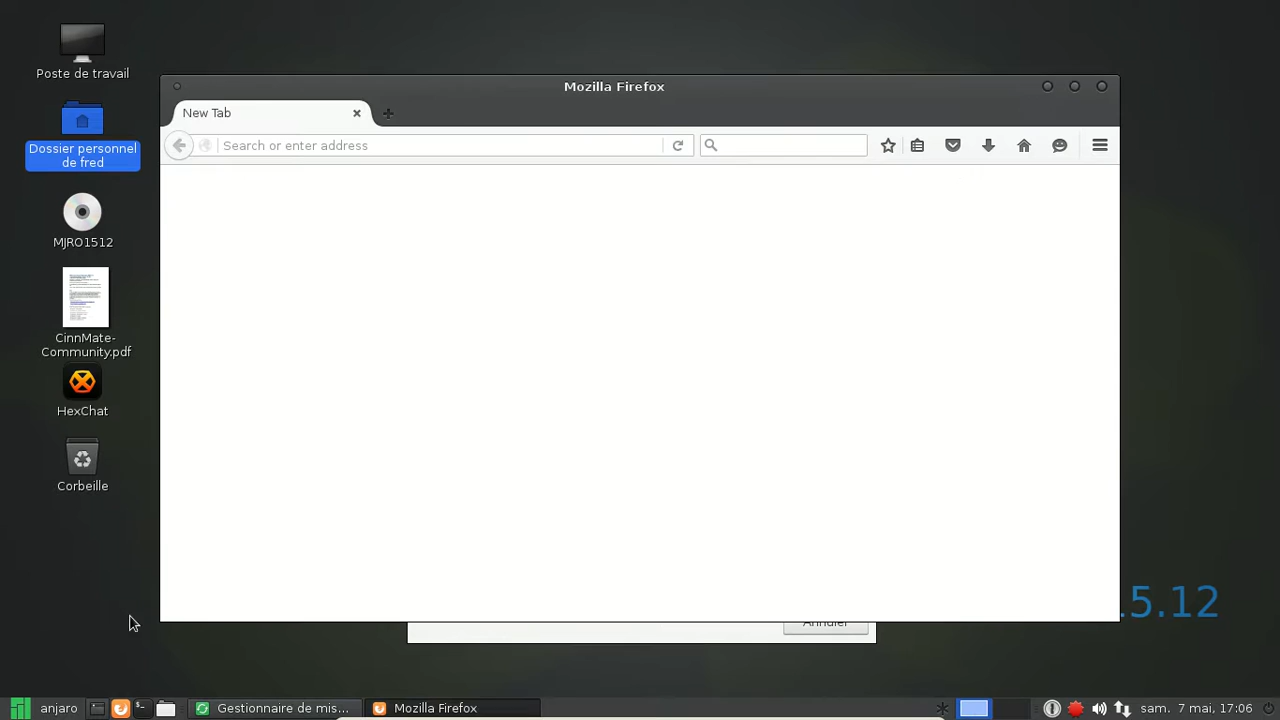 Poste de travail
Dossier personnel
de fred
MJRO1512
CinnMate-
Community.pdf
HexChat
Corbeille
Mozilla Firefox
New Tab
Search or enter address
.5.12
Annuler
anjaro
Gestionnaire de mis...
Mozilla Firefox
sam. 7 mai, 17:06